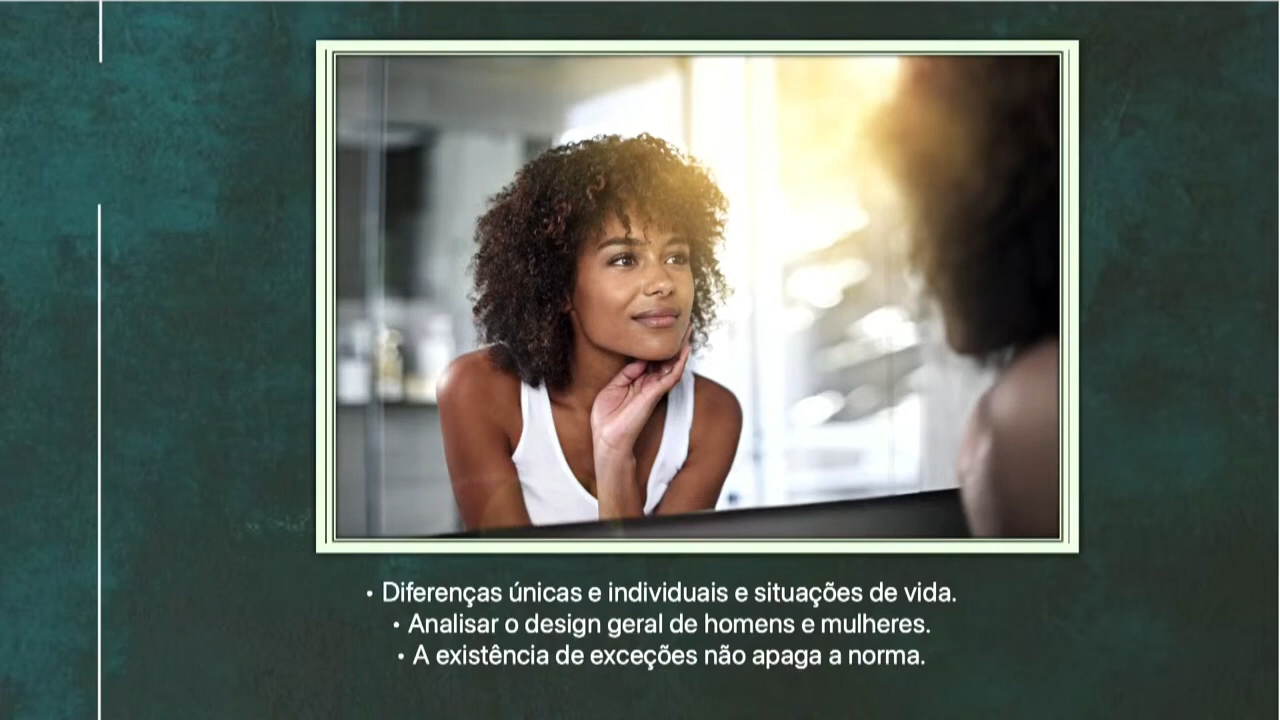 • Diferenças únicas e individuais e situações de vida.
• Analisar o design geral de homens e mulheres.
• A existência de exceções não apaga a norma.